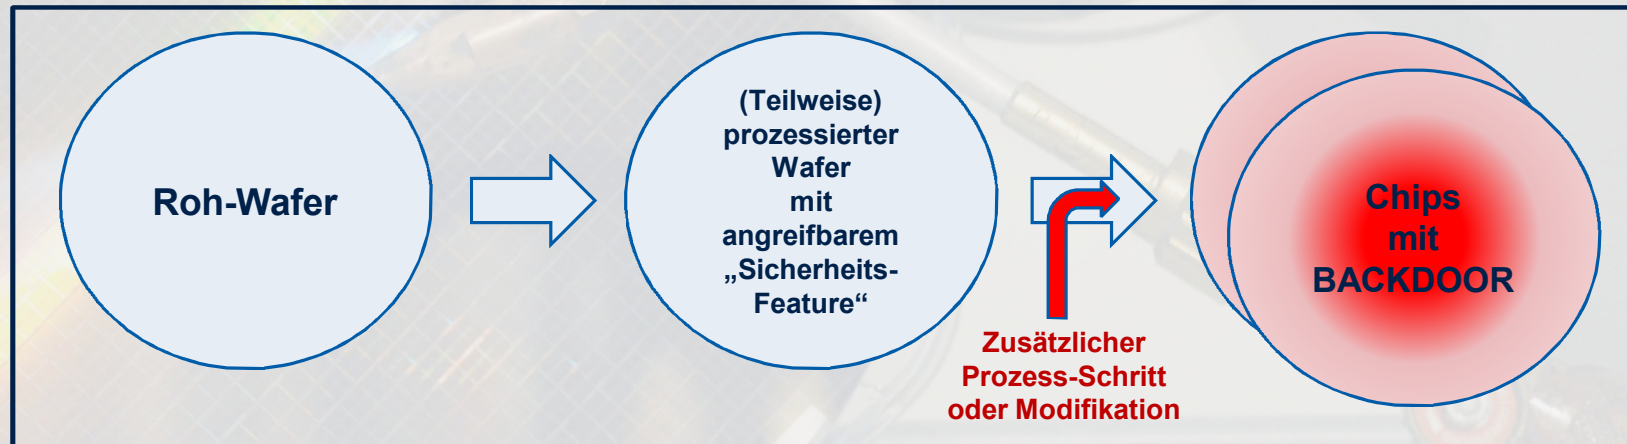 Roh-Wafer
(Teilweise)
prozessierter
Wafer
mit
angreifbarem
„Sicherheits-
Feature“
Zusätzlicher
Prozess-Schritt
oder Modifikation
Chips
mit
BACKDOOR